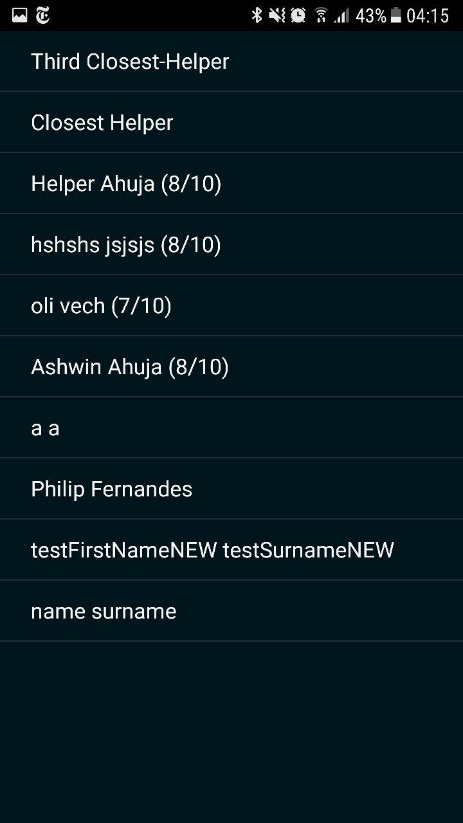 43% 04:15
Third Closest-Helper
Closest Helper
Helper Ahuja (8/10)
hshshs jsjsjs (8/10)
oli vech (7/10)
Ashwin Ahuja (8/10)
a a
Philip Fernandes
testFirstNameNEW testSurnameNEW
name surname